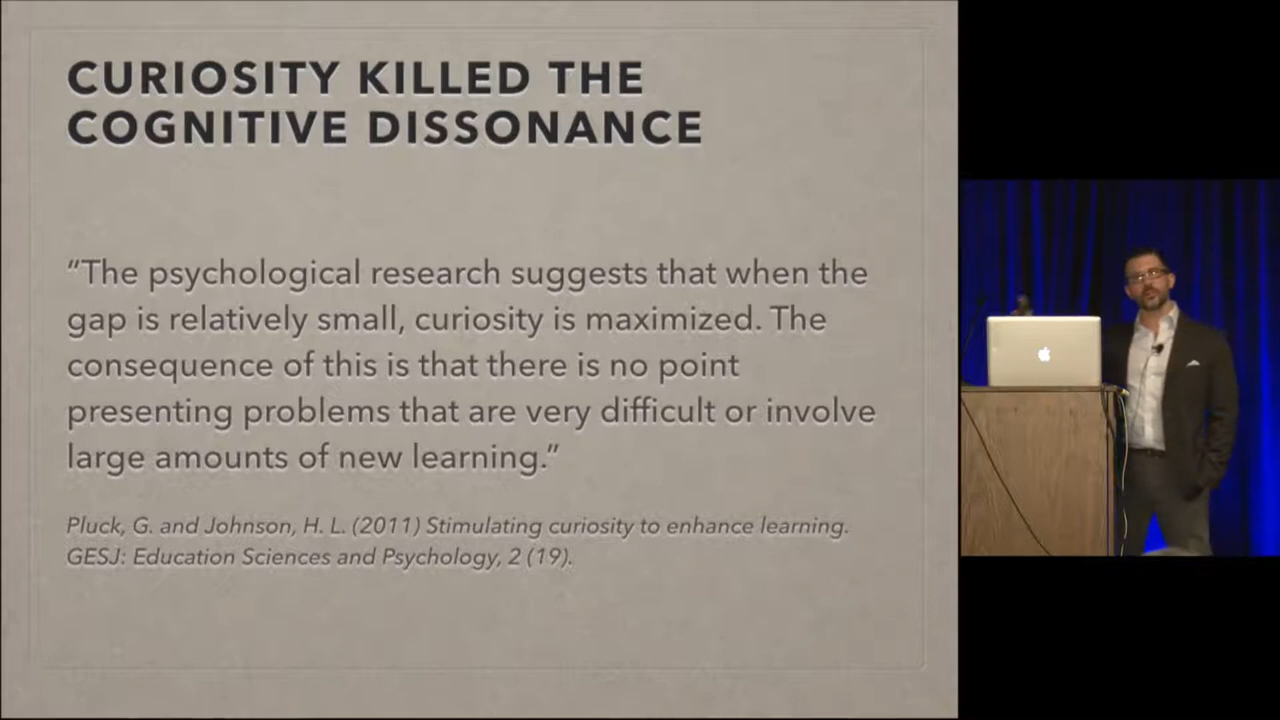 CURIOSITY KILLED THE
COGNITIVE DISSONANCE
“The psychological research suggests that when the
gap is relatively small, curiosity is maximized. The
consequence of this is that there is no point
presenting problems that are very difficult or involve
large amounts of new learning.”
Pluck, G. and Johnson, H. L. (2011) Stimulating curiosity to enhance learning.
GESJ: Education Sciences and Psychology, 2 (19).